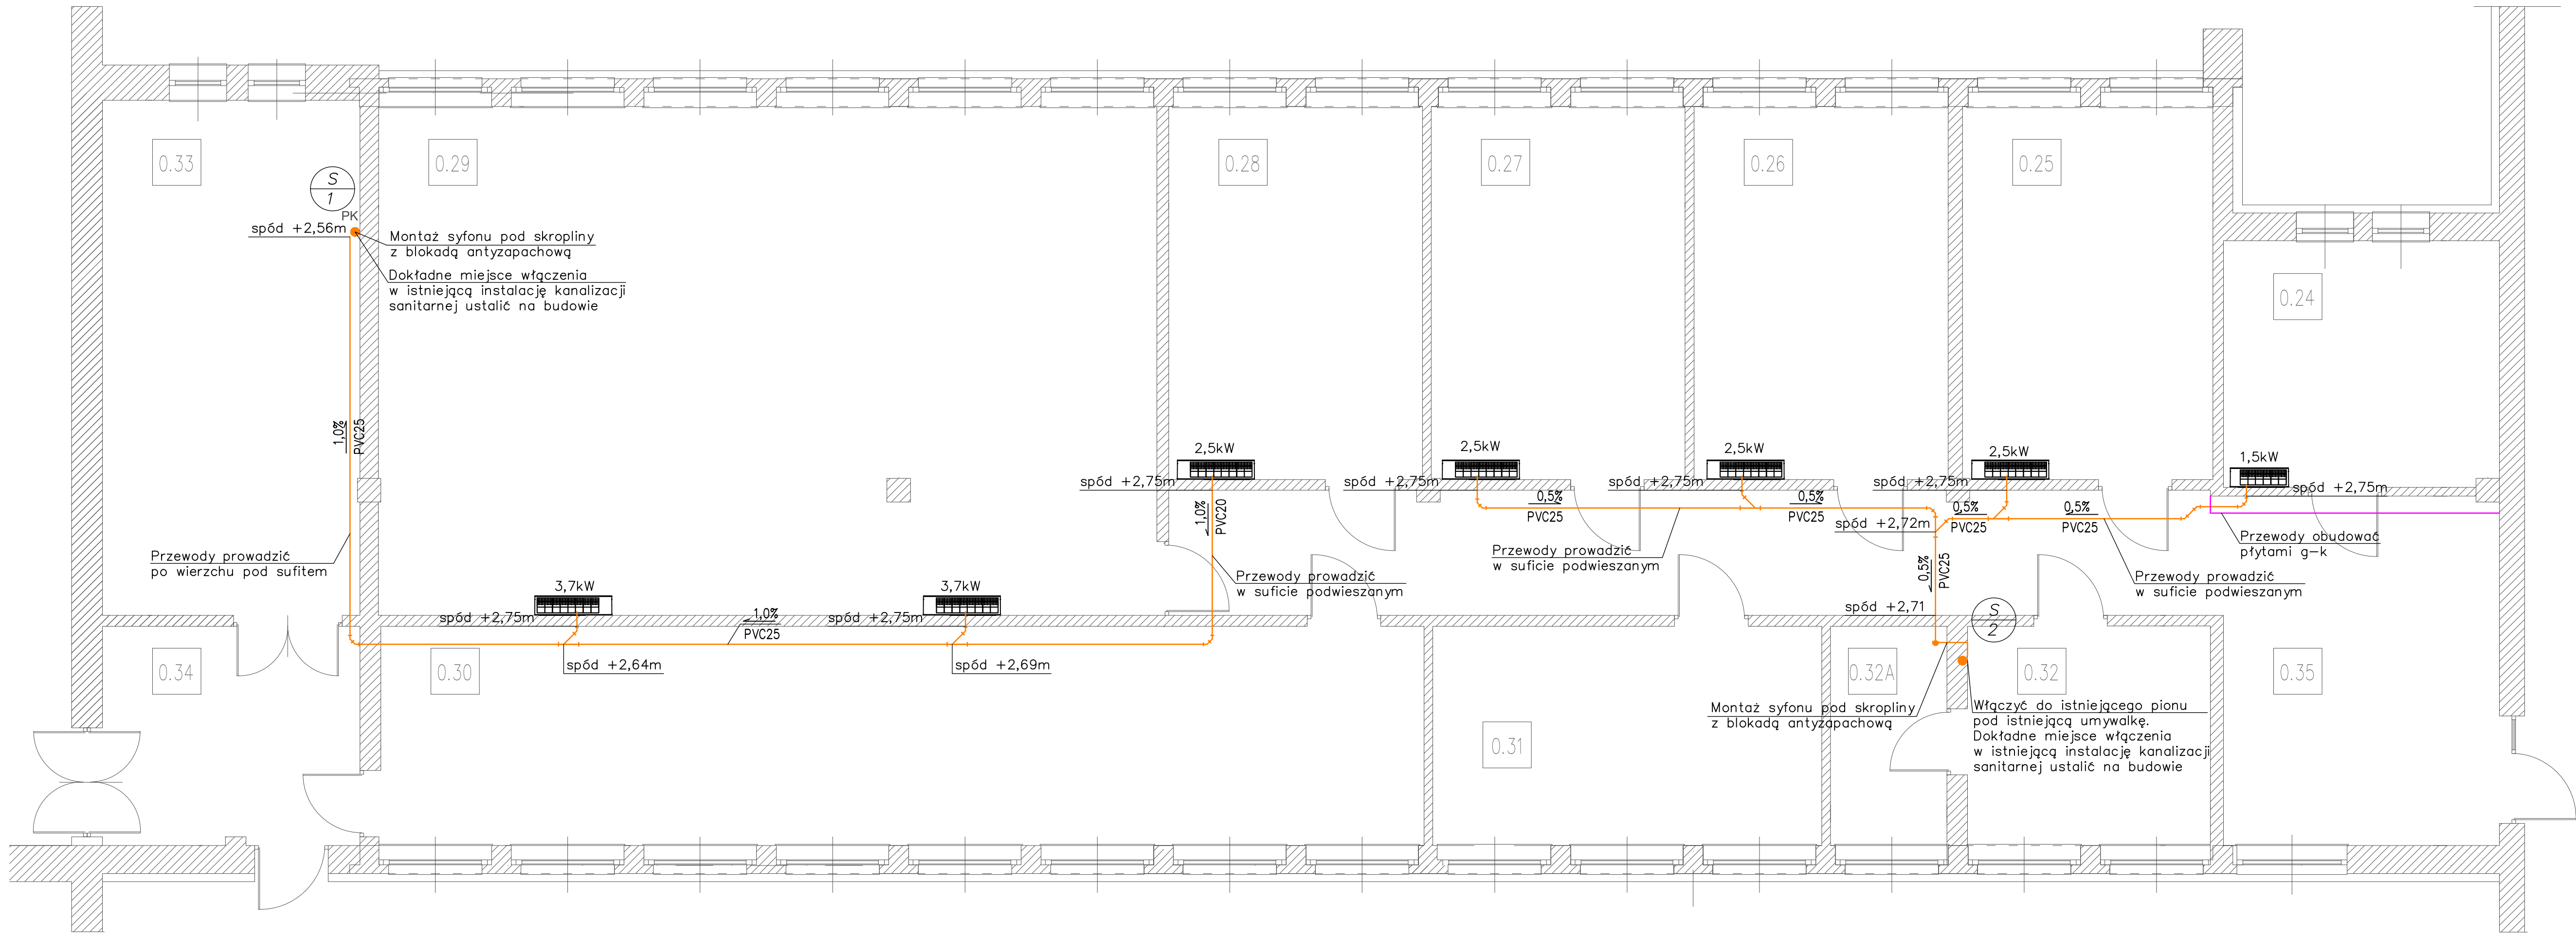 0.33
0.29
0.28
0.27
0.26
0.25
0.24
S
1
PK
spód +2,56m
Montaż syfonu pod skropliny
z blokadą antyzapachową
Dokładne miejsce włączenia
w istniejącą instalację kanalizacji
sanitarnej ustalić na budowie
1,0%
PVC25
Przewody prowadzić
po wierzchu pod sufitem
2,5kW
spód +2,75m
2,5kW
spód +2,75m
2,5kW
spód +2,75m
2,5kW
spód +2,75m
1,5kW
spód +2,75m
1,0%
PVC20
0,5%
PVC25
0,5%
PVC25
spód +2,72m
0,5%
PVC25
0,5%
PVC25
Przewody obudować
płytami g-k
Przewody prowadzić
w suficie podwieszanym
Przewody prowadzić
w suficie podwieszanym
Przewody prowadzić
w suficie podwieszanym
0,5%
PVC25
3,7kW
spód +2,75m
3,7kW
spód +2,75m
1,0%
PVC25
spód +2,71
S
2
spód +2,64m
spód +2,69m
0.34
0.30
0.31
0.32A
0.32
0.35
Montaż syfonu pod skropliny
z blokadą antyzapachową
Włączyć do istniejącego pionu
pod istniejącą umywalkę.
Dokładne miejsce włączenia
w istniejącą instalację kanalizacji
sanitarnej ustalić na budowie